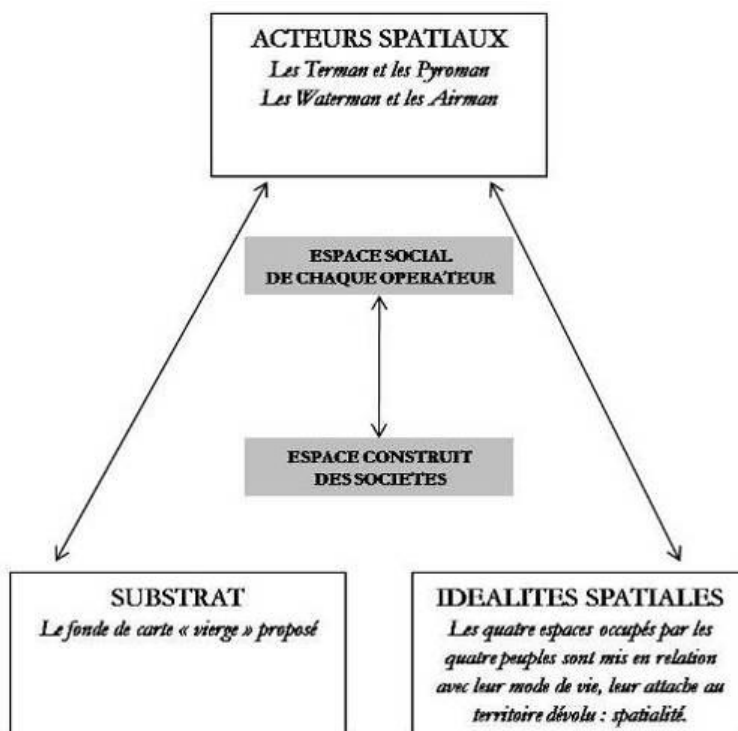 ACTEURS SPATIAUX
Les Terman et les Pyroman
Les Waterman et les Airman
ESPACE SOCIAL
DE CHAQUE OPERATEUR
ESPACE CONSTRUIT
DES SOCIETES
SUBSTRAT
Le fonde de carte « vierge » proposé
IDEALITES SPATIALES
Les quatre espaces occupés par les
quatre peuples sont mis en relation
avec leur mode de vie, leur attache au
territoire dévolu : spatialité.